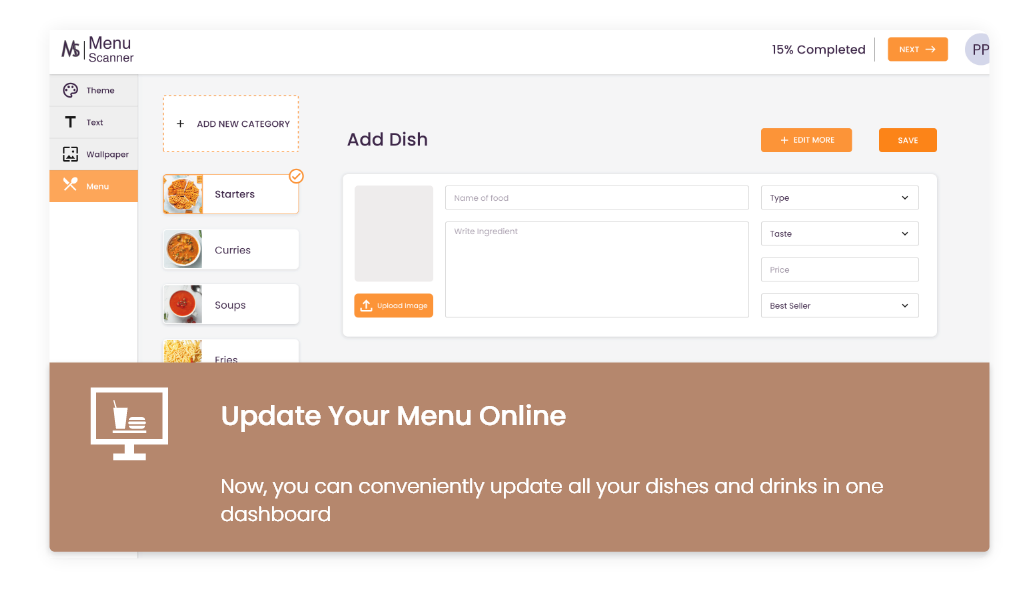 MS | Menu
Scanner
15% Completed
NEXT →
PP
Theme
Text
Wallpaper
Menu
+ ADD NEW CATEGORY
Starters
Curries
Soups
Fries
Add Dish
+ EDIT MORE
SAVE
Name of food
Write Ingredient
Upload Image
Type
Taste
Price
Best Seller
Update Your Menu Online
Now, you can conveniently update all your dishes and drinks in one
dashboard